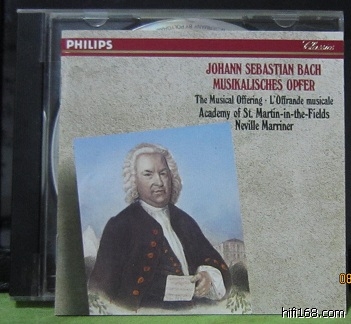 PHILIPS
Classics
JOHANN SEBASTIAN BACH
MUSIKALISCHES OPFER
The Musical Offering · L'Offrande musicale
Academy of St. Martin-in-the-Fields
Neville Marriner
hifi168.com